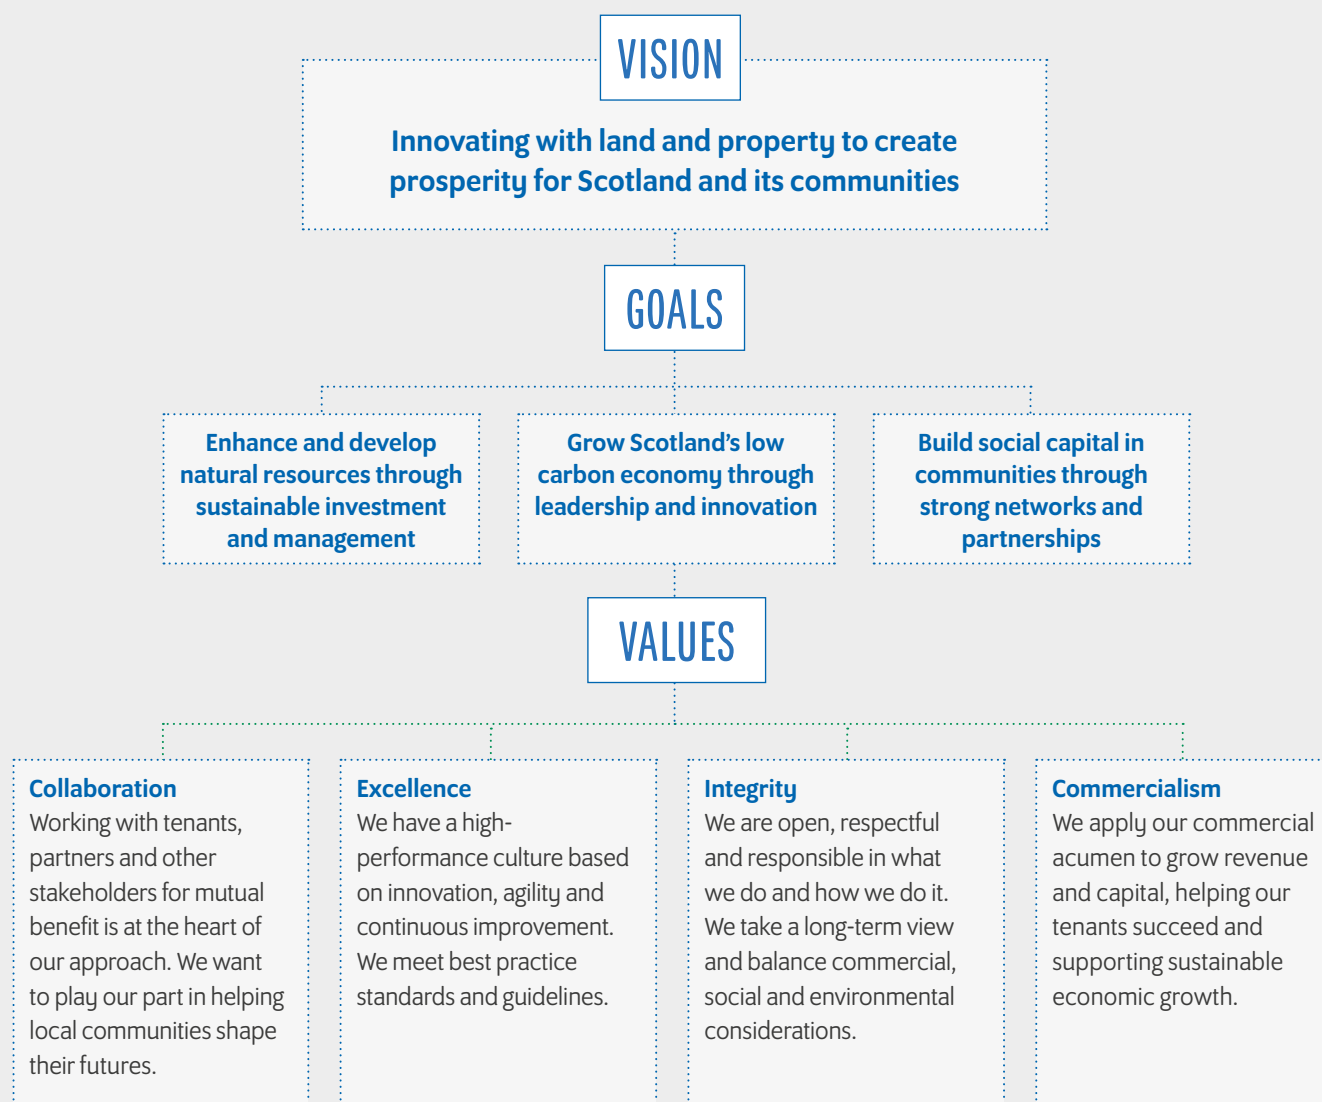 VISION
Innovating with land and property to create
prosperity for Scotland and its communities
GOALS
Enhance and develop
natural resources through
sustainable investment
and management
Grow Scotland’s low
carbon economy through
leadership and innovation
Build social capital in
communities through
strong networks and
partnerships
VALUES
Collaboration
Working with tenants,
partners and other
stakeholders for mutual
benefit is at the heart of
our approach. We want
to play our part in helping
local communities shape
their futures.
Excellence
We have a high-
performance culture based
on innovation, agility and
continuous improvement.
We meet best practice
standards and guidelines.
Integrity
We are open, respectful
and responsible in what
we do and how we do it.
We take a long-term view
and balance commercial,
social and environmental
considerations.
Commercialism
We apply our commercial
acumen to grow revenue
and capital, helping our
tenants succeed and
supporting sustainable
economic growth.